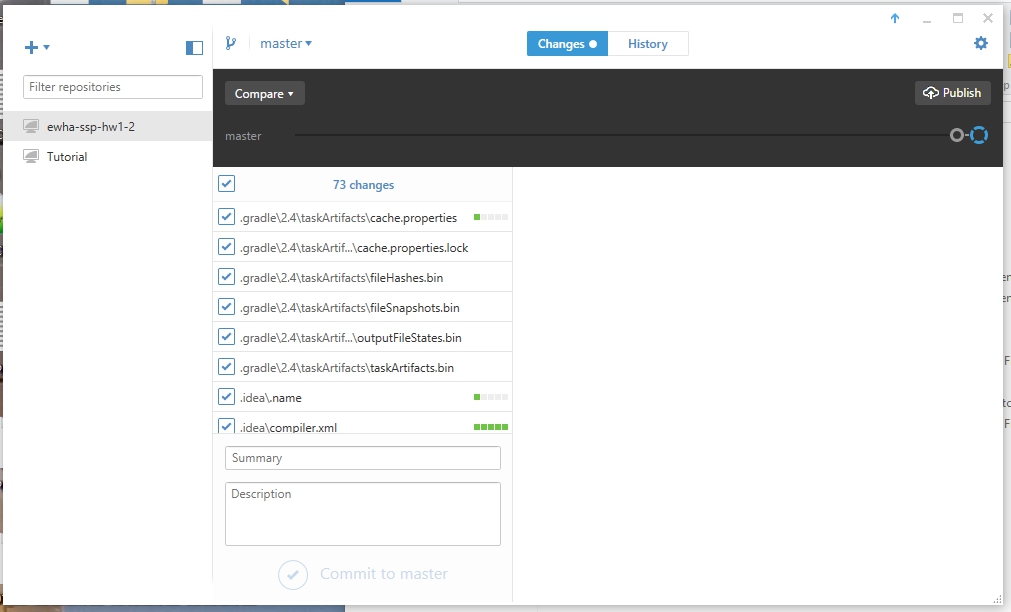 master
Changes
History
Filter repositories
ewha-ssp-hw1-2
Tutorial
Compare
Publish
master
73 changes
.gradle\2.4\taskArtifacts\cache.properties
.gradle\2.4\taskArtif...\cache.properties.lock
.gradle\2.4\taskArtifacts\fileHashes.bin
.gradle\2.4\taskArtifacts\fileSnapshots.bin
.gradle\2.4\taskArtif...\outputFileStates.bin
.gradle\2.4\taskArtifacts\taskArtifacts.bin
.idea\.name
.idea\compiler.xml
Summary
Description
Commit to master